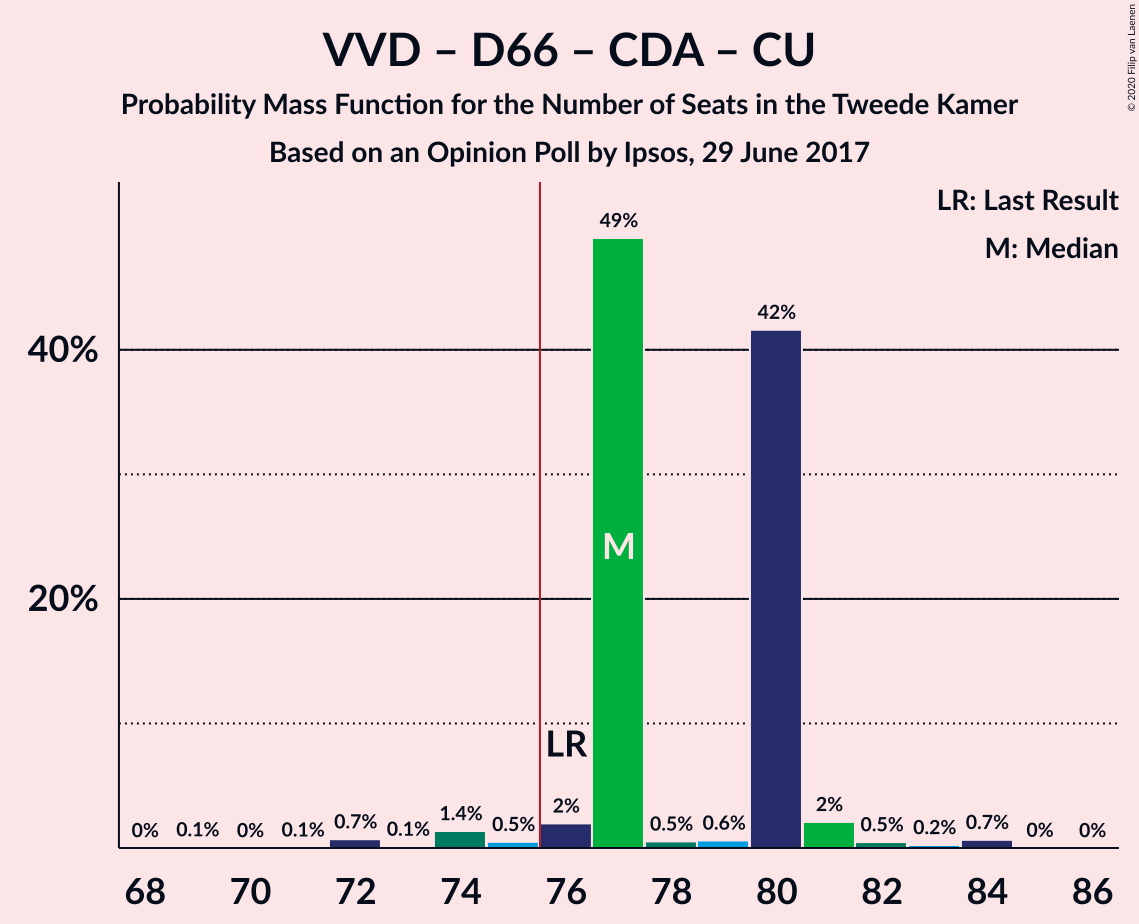 VVD – D66 – CDA – CU
Probability Mass Function for the Number of Seats in the Tweede Kamer
Based on an Opinion Poll by Ipsos, 29 June 2017
© 2020 Filip van Laenen
LR: Last Result
M: Median
40%
20%
0% 0.1% 0% 0.1% 0.7% 0.1% 1.4% 0.5% 2% 49% 0.5% 0.6% 42% 2% 0.5% 0.2% 0.7% 0% 0%
M
LR
68 70 72 74 76 78 80 82 84 86